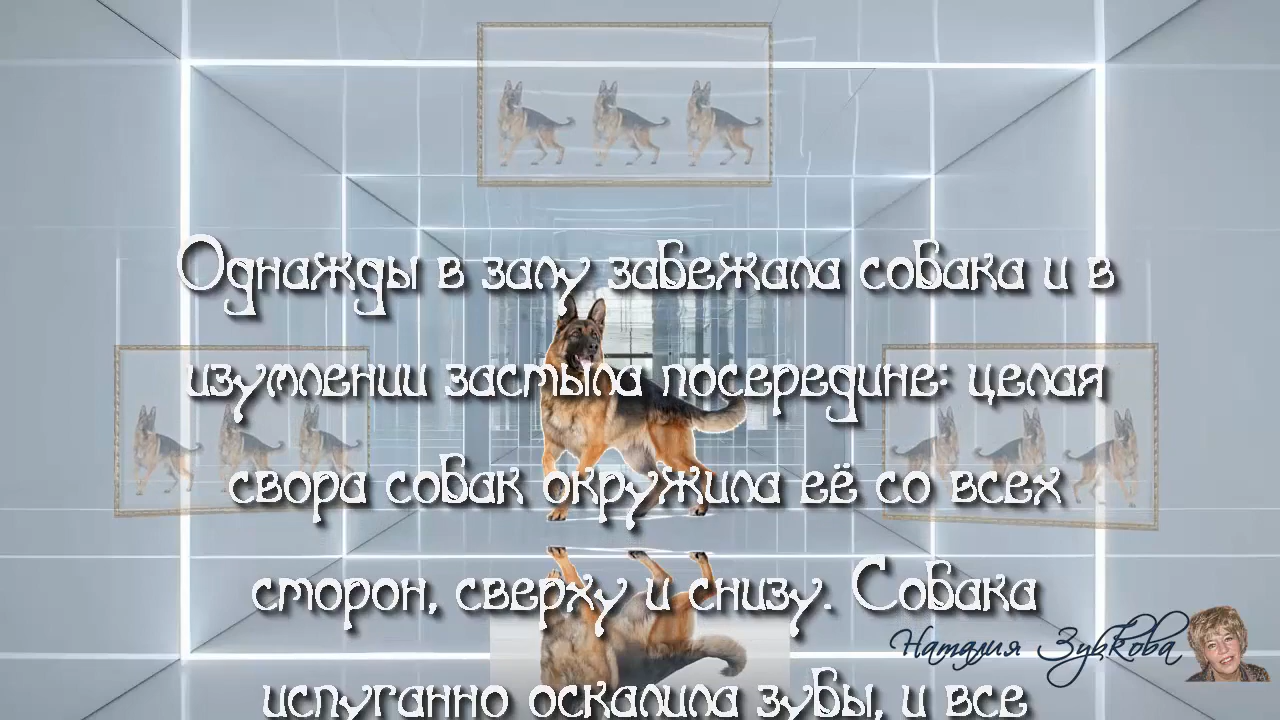 Однажды в залу забежала собака и в
изумлении застыла посередине: целая
свора собак окружила её со всех
сторон, сверху и снизу. Собака
Наталия Зубкова
испуганно оскалила зубы, и все